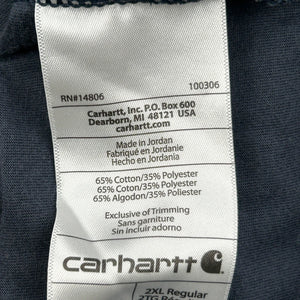 RN#14806 100306
Carhartt, Inc. P.O. Box 600
Dearborn, MI 48121 USA
carhartt.com
Made in Jordan
Fabriqué en Jordanie
Hecho en Jordania
65% Cotton/35% Polyester
65% Coton/35% Polyester
65% Algodon/35% Poliester
Exclusive of Trimming
Sans garniture
Sin incluir adorno
carhartt
2XL Regular
2TG